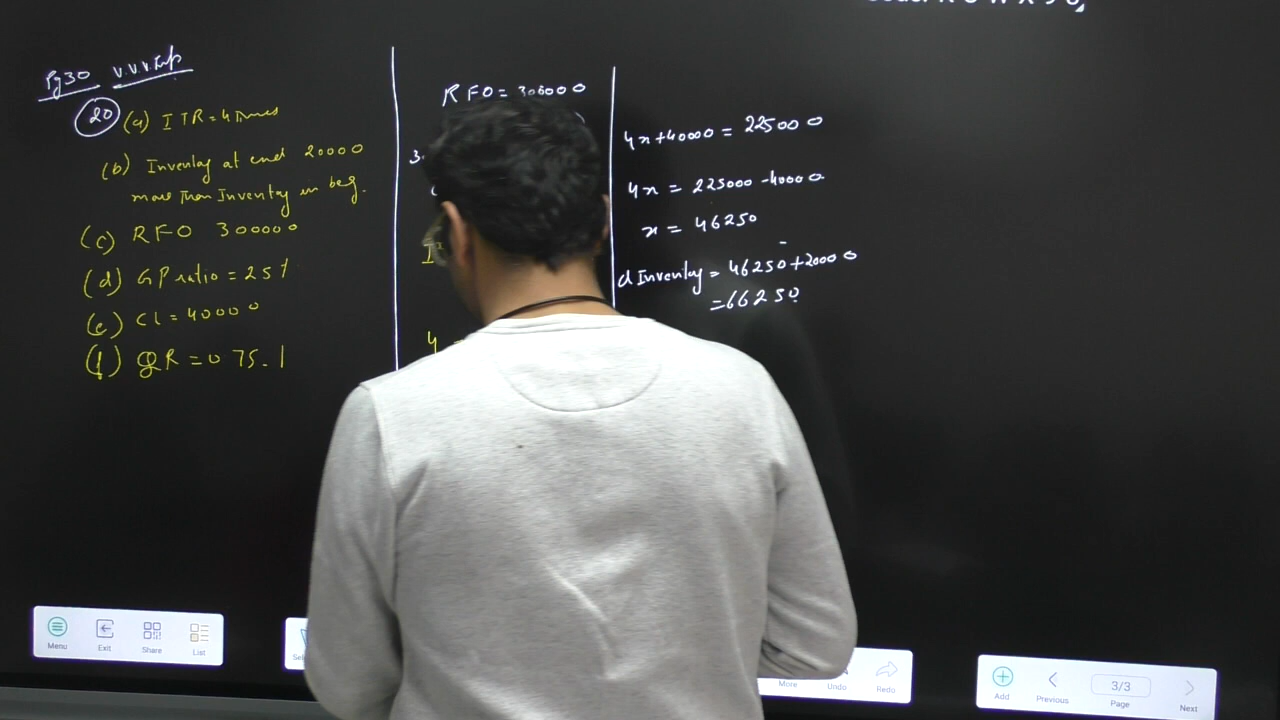 Pg30 V.V.V.Imp
20 (a) ITR = 4 Times
(b) Inventory at end 20000
more than Inventory in beg.
(c) RFO 300000
(d) GP ratio = 25%
(e) CL = 40000
(f) QR = 0.75:1
RFO = 300000
4
4x+40000 = 225000
4x = 225000-40000
x = 46250
d Inventory = 46250+20000
=66250
Menu
Exit
Share
List
More
Undo
Redo
Add
Previous
3/3
Page
Next